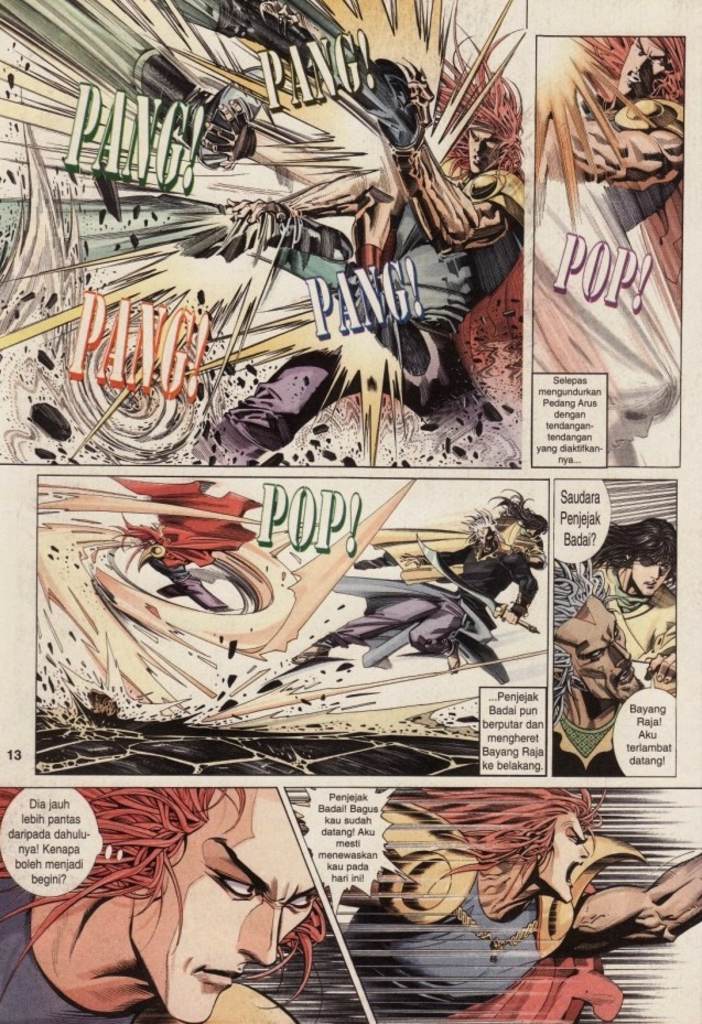 PANG!
PANG!
PANG!
PANG!
POP!
Selepas
mengundurkan
Pedang Arus
dengan
tendangan-
tendangan
yang diaktifkan-
nya...
POP!
...Penjejak
Badai pun
berputar dan
mengheret
Bayang Raja
ke belakang.
Saudara
Penjejak
Badai?
Bayang
Raja!
Aku
terlambat
datang!
13
Dia jauh
lebih pantas
daripada dahulu-
nya! Kenapa
boleh menjadi
begini?
...
Penjejak
Badai! Bagus
kau sudah
datang! Aku
mesti
menewaskan
kau pada
hari ini!